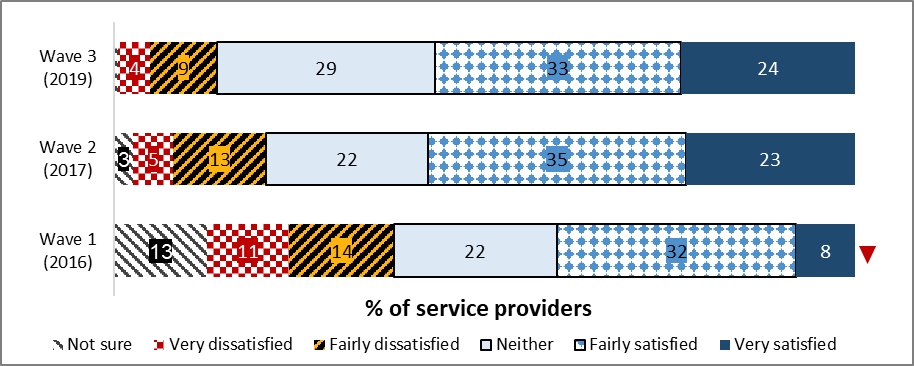 Wave 3
(2019)
4 9 29 33 24
Wave 2
(2017)
3 5 13 22 35 23
Wave 1
(2016)
13 11 14 22 32 8
% of service providers
Not sure Very dissatisfied Fairly dissatisfied Neither Fairly satisfied Very satisfied